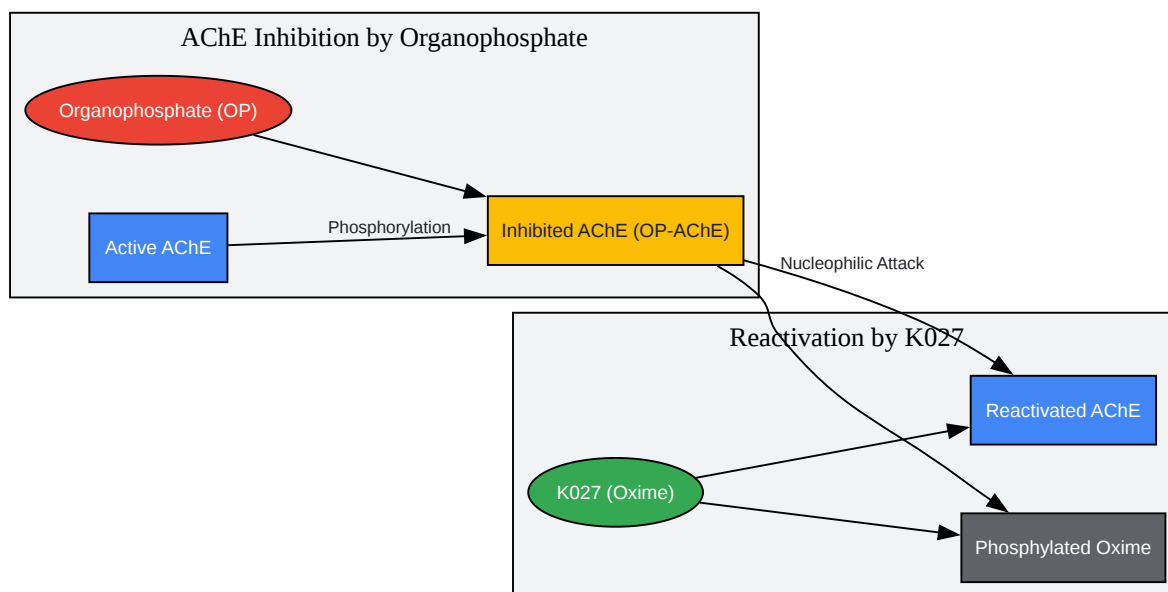 AChE Inhibition by Organophosphate
Organophosphate (OP)
Active AChE
Phosphorylation
Inhibited AChE (OP-AChE)
Nucleophilic Attack
Reactivation by K027
Reactivated AChE
K027 (Oxime)
Phosphylated Oxime